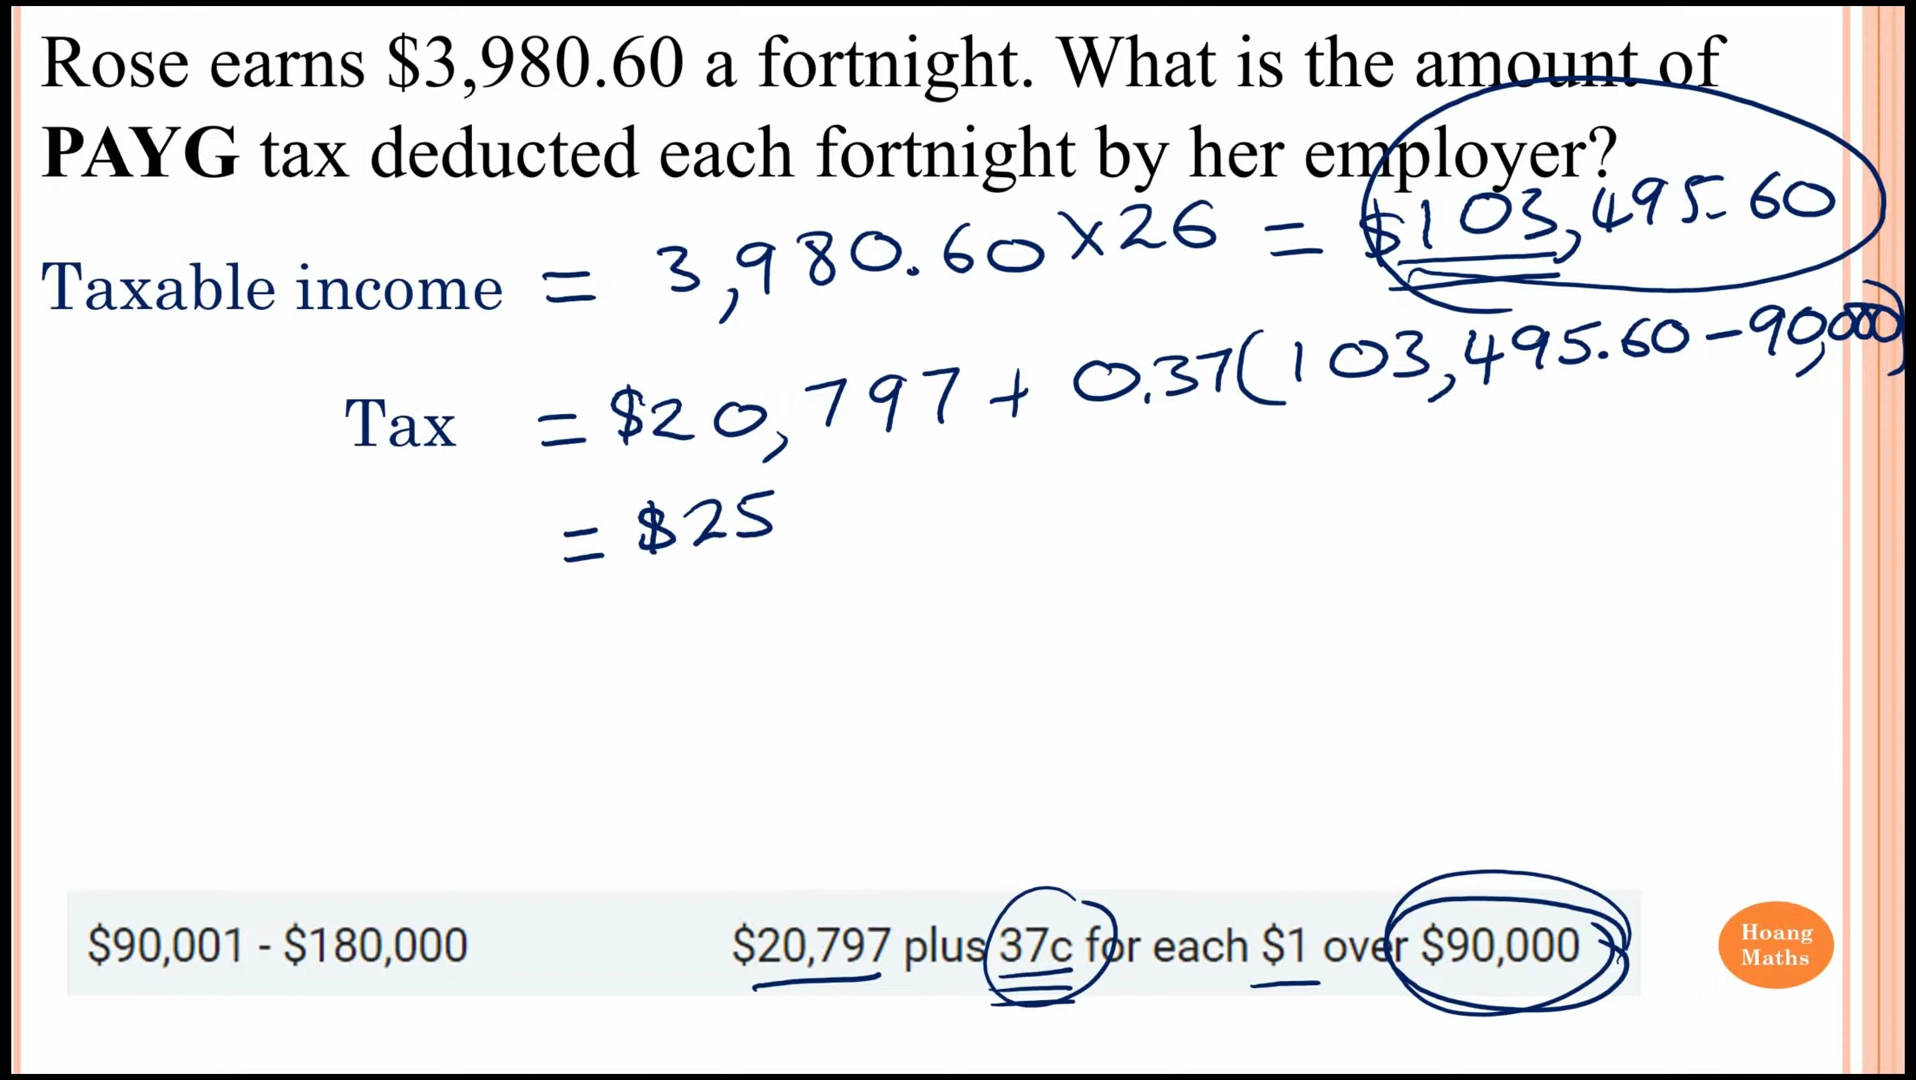 Rose earns $3,980.60 a fortnight. What is the amount of
PAYG tax deducted each fortnight by her employer?
Taxable income = 3,980.60 × 26 = $103,495.60
Tax = $20,797 + 0.37(103,495.60 - 90,000)
= $25
$90,001 - $180,000 $20,797 plus 37c for each $1 over $90,000
Hoang
Maths